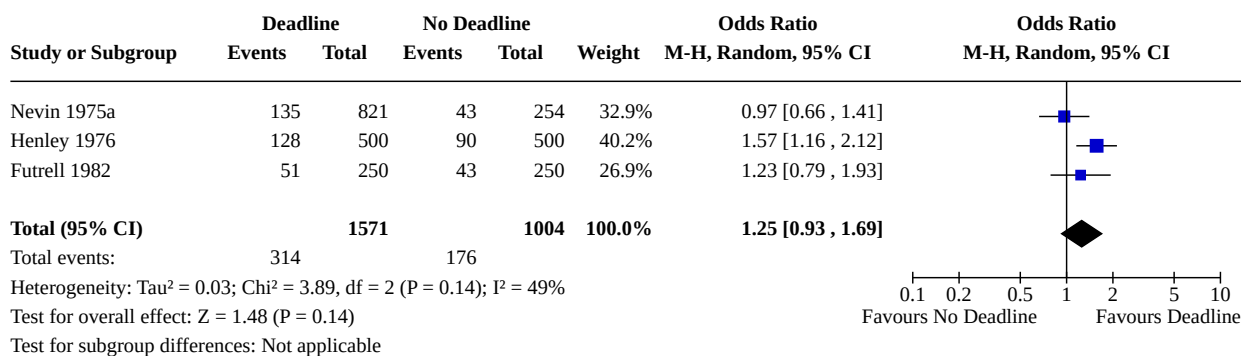 Deadline No Deadline Odds Ratio Odds Ratio
Study or Subgroup Events Total Events Total Weight M-H, Random, 95% CI M-H, Random, 95% CI
Nevin 1975a 135 821 43 254 32.9% 0.97 [0.66 , 1.41]
Henley 1976 128 500 90 500 40.2% 1.57 [1.16 , 2.12]
Futrell 1982 51 250 43 250 26.9% 1.23 [0.79 , 1.93]
Total (95% CI) 1571 1004 100.0% 1.25 [0.93 , 1.69]
Total events: 314 176
Heterogeneity: Tau² = 0.03; Chi² = 3.89, df = 2 (P = 0.14); I² = 49%
0.1 0.2 0.5 1 2 5 10
Test for overall effect: Z = 1.48 (P = 0.14) Favours No Deadline Favours Deadline
Test for subgroup differences: Not applicable